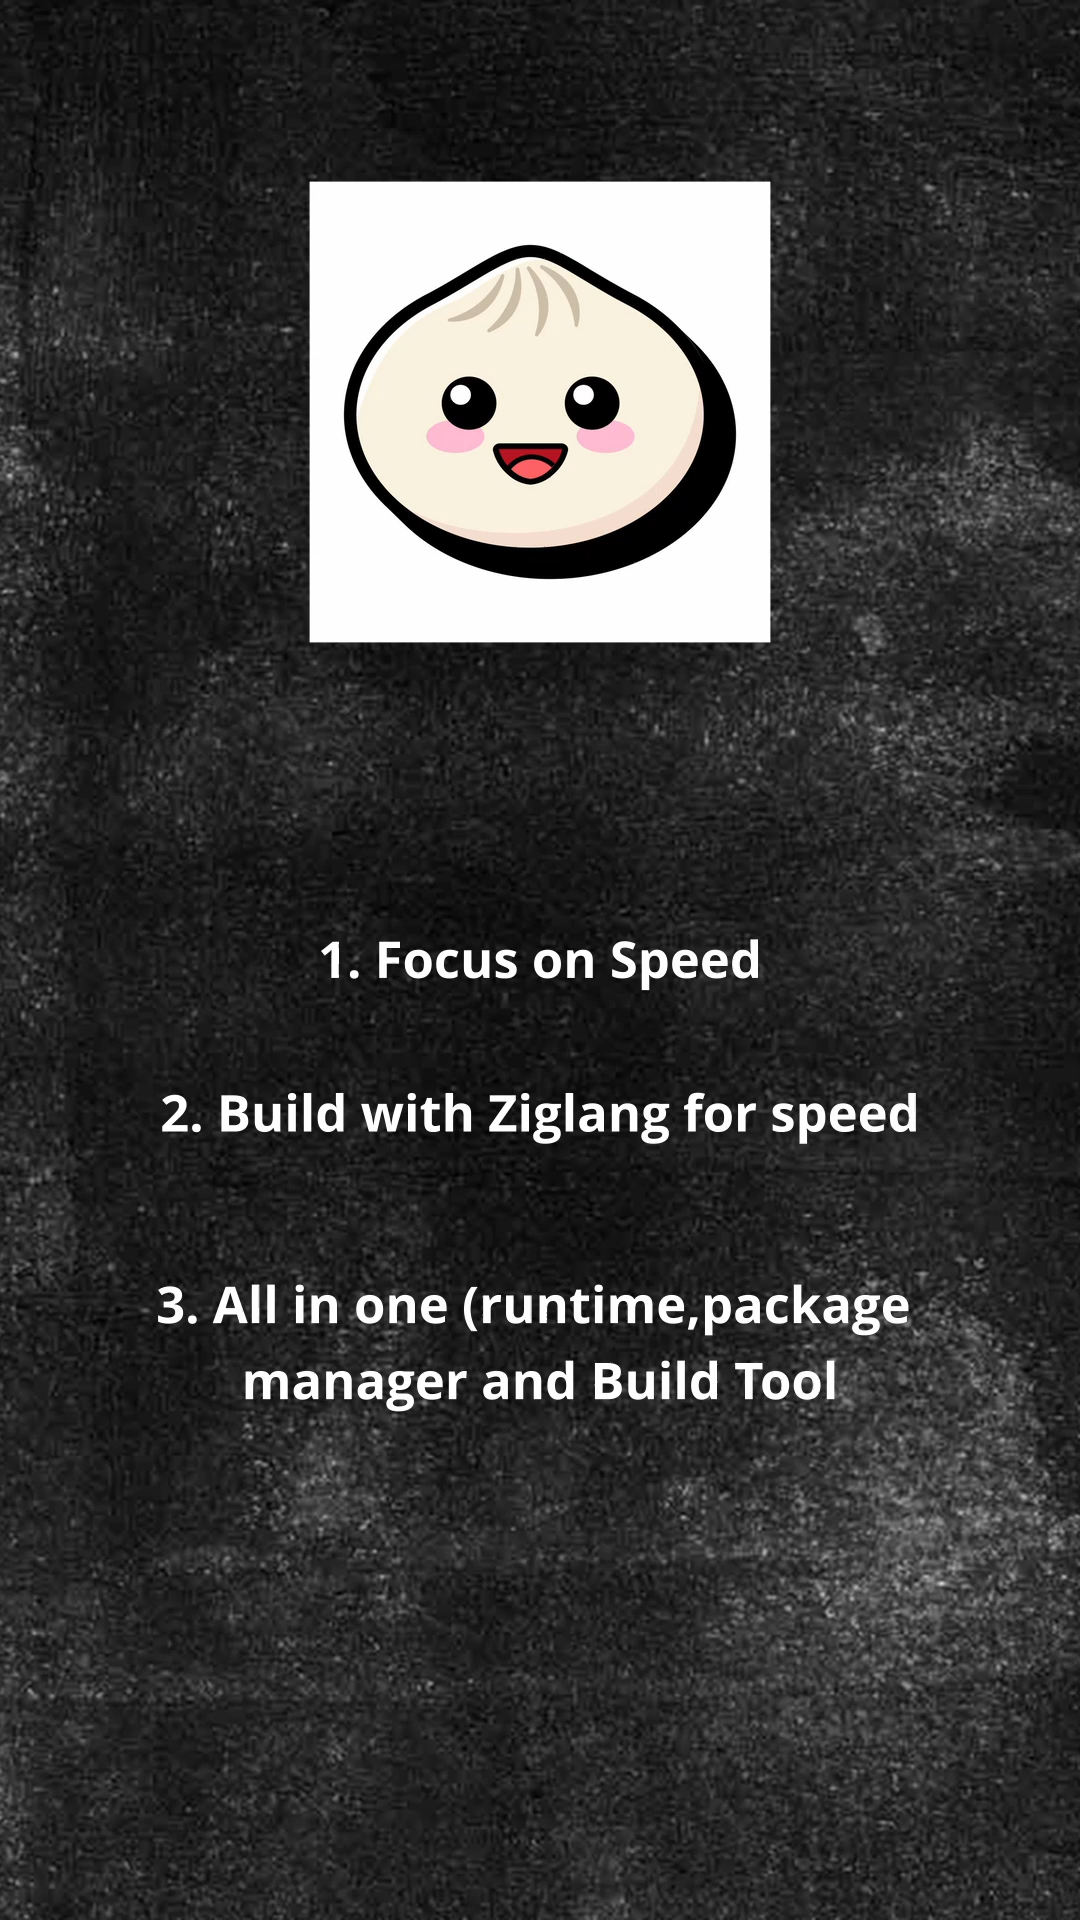 1. Focus on Speed
2. Build with Ziglang for speed
3. All in one (runtime,package
manager and Build Tool